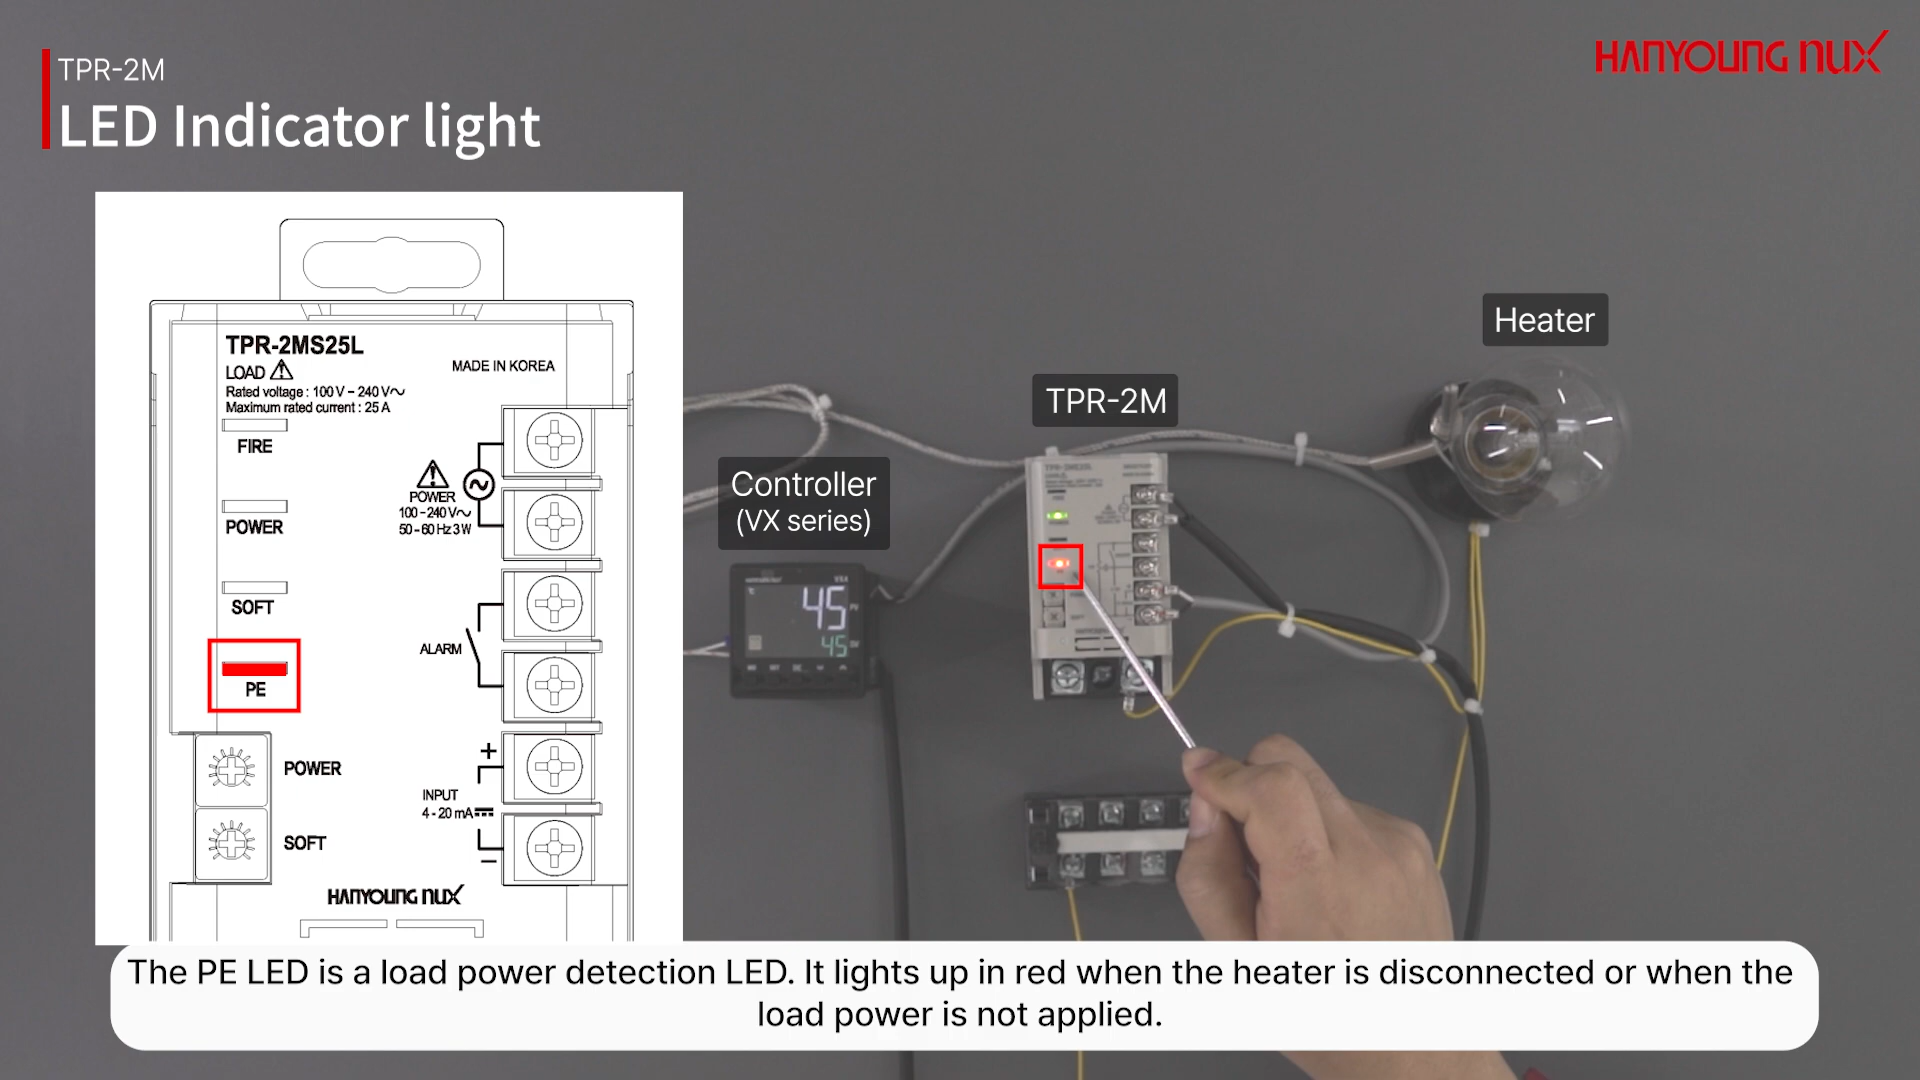 TPR-2M
LED Indicator light
HANYOUNG NUX
TPR-2MS25L
LOAD
MADE IN KOREA
Rated voltage : 100 V - 240 V~
Maximum rated current : 25 A
FIRE
POWER
100 - 240 V~
50 - 60 Hz 3 W
POWER
SOFT
ALARM
PE
POWER
+
INPUT
4 - 20 mA
SOFT
−
HANYOUNG NUX
Heater
TPR-2M
Controller
(VX series)
45
45
The PE LED is a load power detection LED. It lights up in red when the heater is disconnected or when the
load power is not applied.